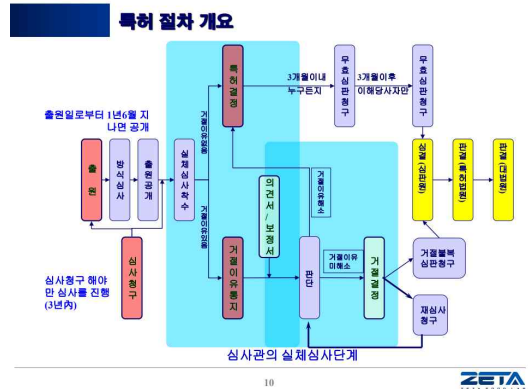 특허 절차 개요
출원일로부터 1년6월 지
나면 공개
출원
방식심사
출원공개
실체심사착수
심사청구
심사청구 해야
만 심사를 진행
(3년內)
거절이유없음
거절이유있음
특허결정
거절이유통지
의견서/보정서
거절이유해소
판단
거절이유
미해소
거절결정
3개월이내
누구든지
무효심판청구
3개월이후
이해당사자만
무효심판청구
심결(심판원)
판결(특허법원)
판결(대법원)
거절불복
심판청구
재심사
청구
심사관의 실체심사단계
10
ZETA